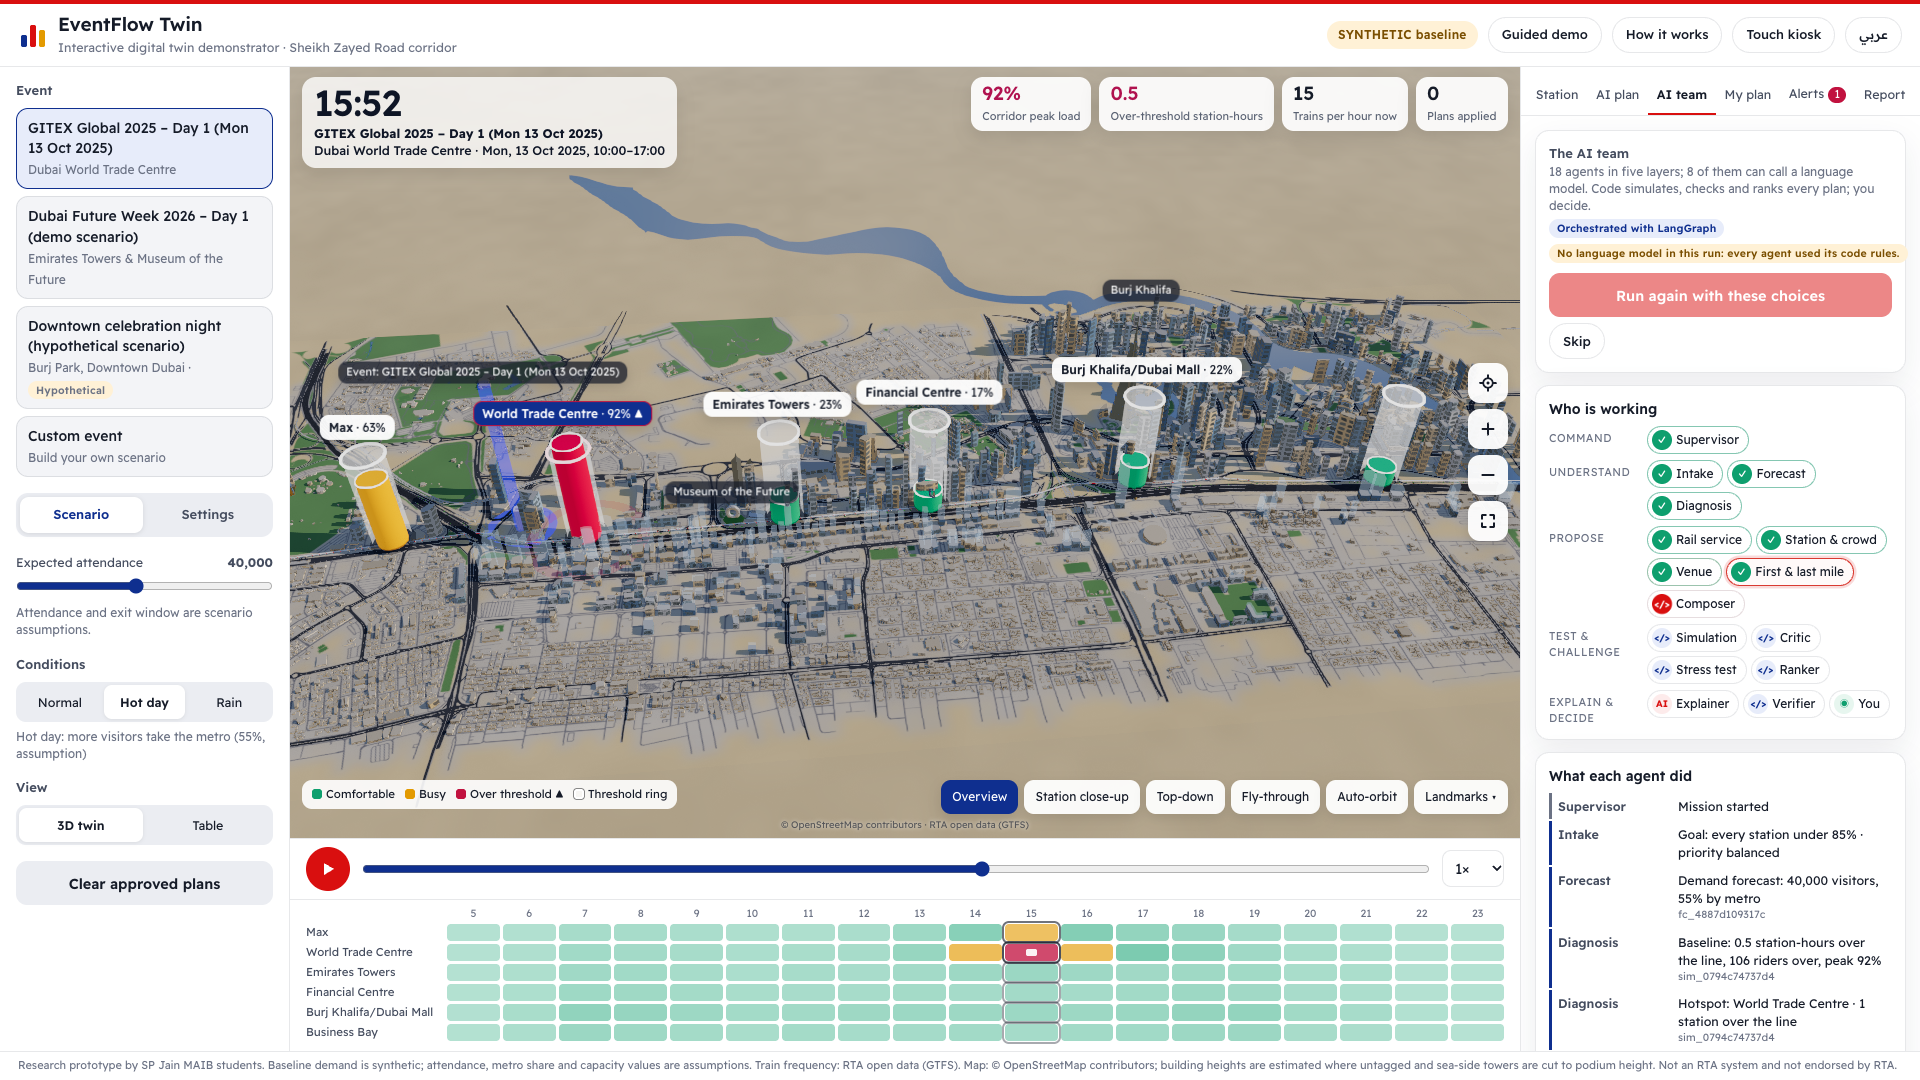 EventFlow Twin
Interactive digital twin demonstrator · Sheikh Zayed Road corridor
SYNTHETIC baseline
Guided demo
How it works
Touch kiosk
عربي
Event
GITEX Global 2025 – Day 1 (Mon
13 Oct 2025)
Dubai World Trade Centre
Dubai Future Week 2026 – Day 1
(demo scenario)
Emirates Towers & Museum of the
Future
Downtown celebration night
(hypothetical scenario)
Burj Park, Downtown Dubai ·
Hypothetical
Custom event
Build your own scenario
Scenario
Settings
Expected attendance 40,000
Attendance and exit window are scenario
assumptions.
Conditions
Normal
Hot day
Rain
Hot day: more visitors take the metro (55%,
assumption)
View
3D twin
Table
Clear approved plans
15:52
GITEX Global 2025 – Day 1 (Mon 13 Oct 2025)
Dubai World Trade Centre · Mon, 13 Oct 2025, 10:00–17:00
92%
Corridor peak load
0.5
Over-threshold station-hours
15
Trains per hour now
0
Plans applied
Burj Khalifa
Event: GITEX Global 2025 – Day 1 (Mon 13 Oct 2025)
Max · 63%
World Trade Centre · 92% ▲
Emirates Towers · 23%
Financial Centre · 17%
Burj Khalifa/Dubai Mall · 22%
Museum of the Future
Comfortable
Busy
Over threshold ▲
Threshold ring
Overview
Station close-up
Top-down
Fly-through
Auto-orbit
Landmarks ▾
© OpenStreetMap contributors · RTA open data (GTFS)
1×
5 6 7 8 9 10 11 12 13 14 15 16 17 18 19 20 21 22 23
Max
World Trade Centre
Emirates Towers
Financial Centre
Burj Khalifa/Dubai Mall
Business Bay
Station
AI plan
AI team
My plan
Alerts 1
Report
The AI team
18 agents in five layers; 8 of them can call a language
model. Code simulates, checks and ranks every plan; you
decide.
Orchestrated with LangGraph
No language model in this run: every agent used its code rules.
Run again with these choices
Skip
Who is working
COMMAND
Supervisor
UNDERSTAND
Intake
Forecast
Diagnosis
PROPOSE
Rail service
Station & crowd
Venue
First & last mile
</> Composer
TEST &
CHALLENGE
</> Simulation
</> Critic
</> Stress test
</> Ranker
EXPLAIN &
DECIDE
AI Explainer
</> Verifier
You
What each agent did
Supervisor
Mission started
Intake
Goal: every station under 85% ·
priority balanced
Forecast
Demand forecast: 40,000 visitors,
55% by metro
fc_4887d109317c
Diagnosis
Baseline: 0.5 station-hours over
the line, 106 riders over, peak 92%
sim_0794c74737d4
Diagnosis
Hotspot: World Trade Centre · 1
station over the line
sim_0794c74737d4
Research prototype by SP Jain MAIB students. Baseline demand is synthetic; attendance, metro share and capacity values are assumptions. Train frequency: RTA open data (GTFS). Map: © OpenStreetMap contributors; building heights are estimated where untagged and sea-side towers are cut to podium height. Not an RTA system and not endorsed by RTA.